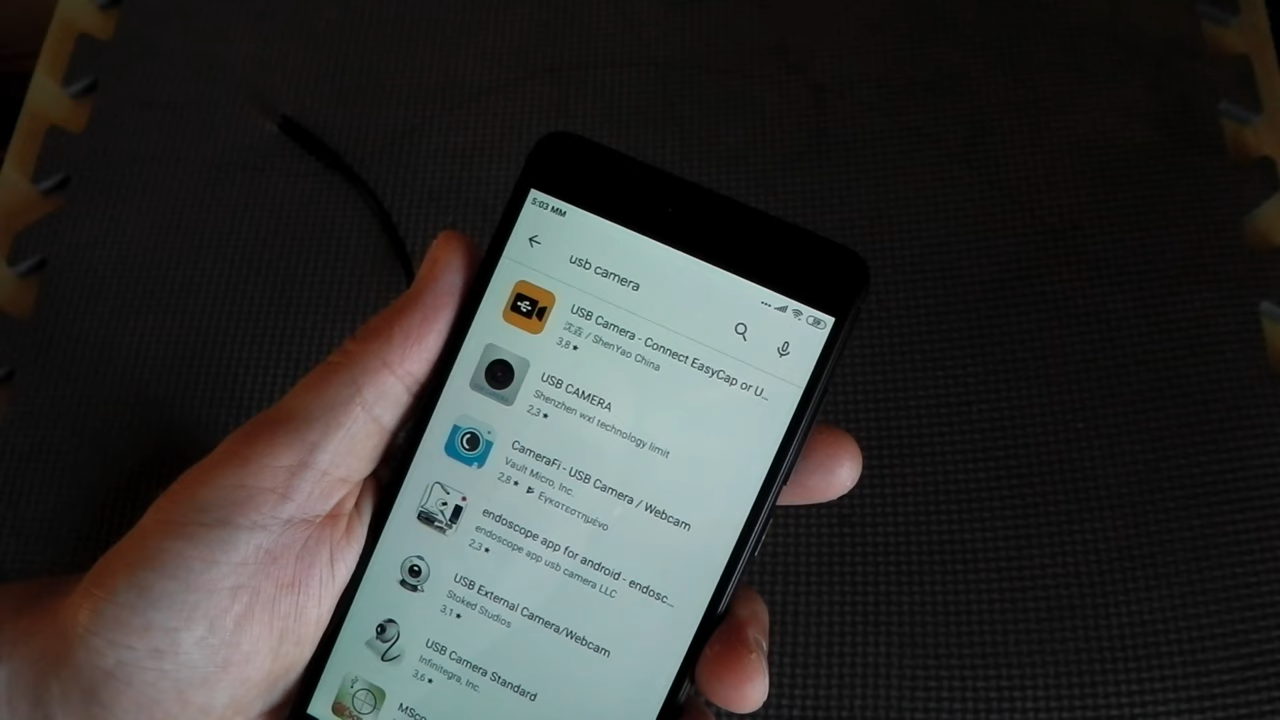 5:03 ΜΜ
usb camera
USB Camera - Connect EasyCap or U...
沈垚 / ShenYao China
3,8 ★
USB CAMERA
Shenzhen wxl technology limit
2,3 ★
CameraFi - USB Camera / Webcam
Vault Micro, Inc.
2,8 ★ Εγκατεστημένο
endoscope app for android - endosc...
endoscope app usb camera LLC
2,3 ★
USB External Camera/Webcam
Stoked Studios
3,1 ★
USB Camera Standard
Infinitegra, Inc.
3,6 ★
MSco